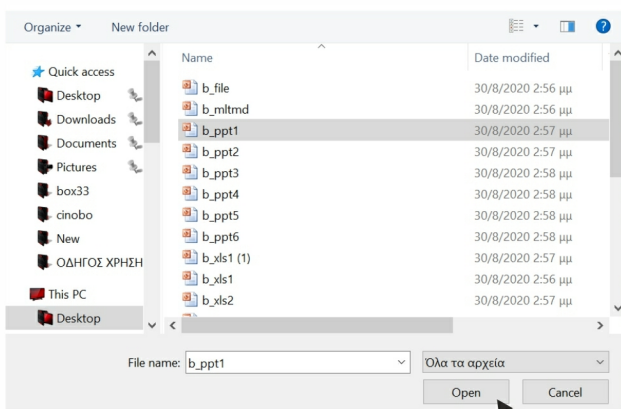 Organize New folder
Name Date modified
Quick access
Desktop
Downloads
Documents
Pictures
box33
cinobo
New
ΟΔΗΓΟΣ ΧΡΗΣΗ
This PC
Desktop
b_file 30/8/2020 2:56 μμ
b_mltmd 30/8/2020 2:56 μμ
b_ppt1 30/8/2020 2:57 μμ
b_ppt2 30/8/2020 2:57 μμ
b_ppt3 30/8/2020 2:58 μμ
b_ppt4 30/8/2020 2:58 μμ
b_ppt5 30/8/2020 2:58 μμ
b_ppt6 30/8/2020 2:58 μμ
b_xls1 (1) 30/8/2020 2:57 μμ
b_xls1 30/8/2020 2:56 μμ
b_xls2 30/8/2020 2:57 μμ
File name: b_ppt1 Όλα τα αρχεία
Open Cancel